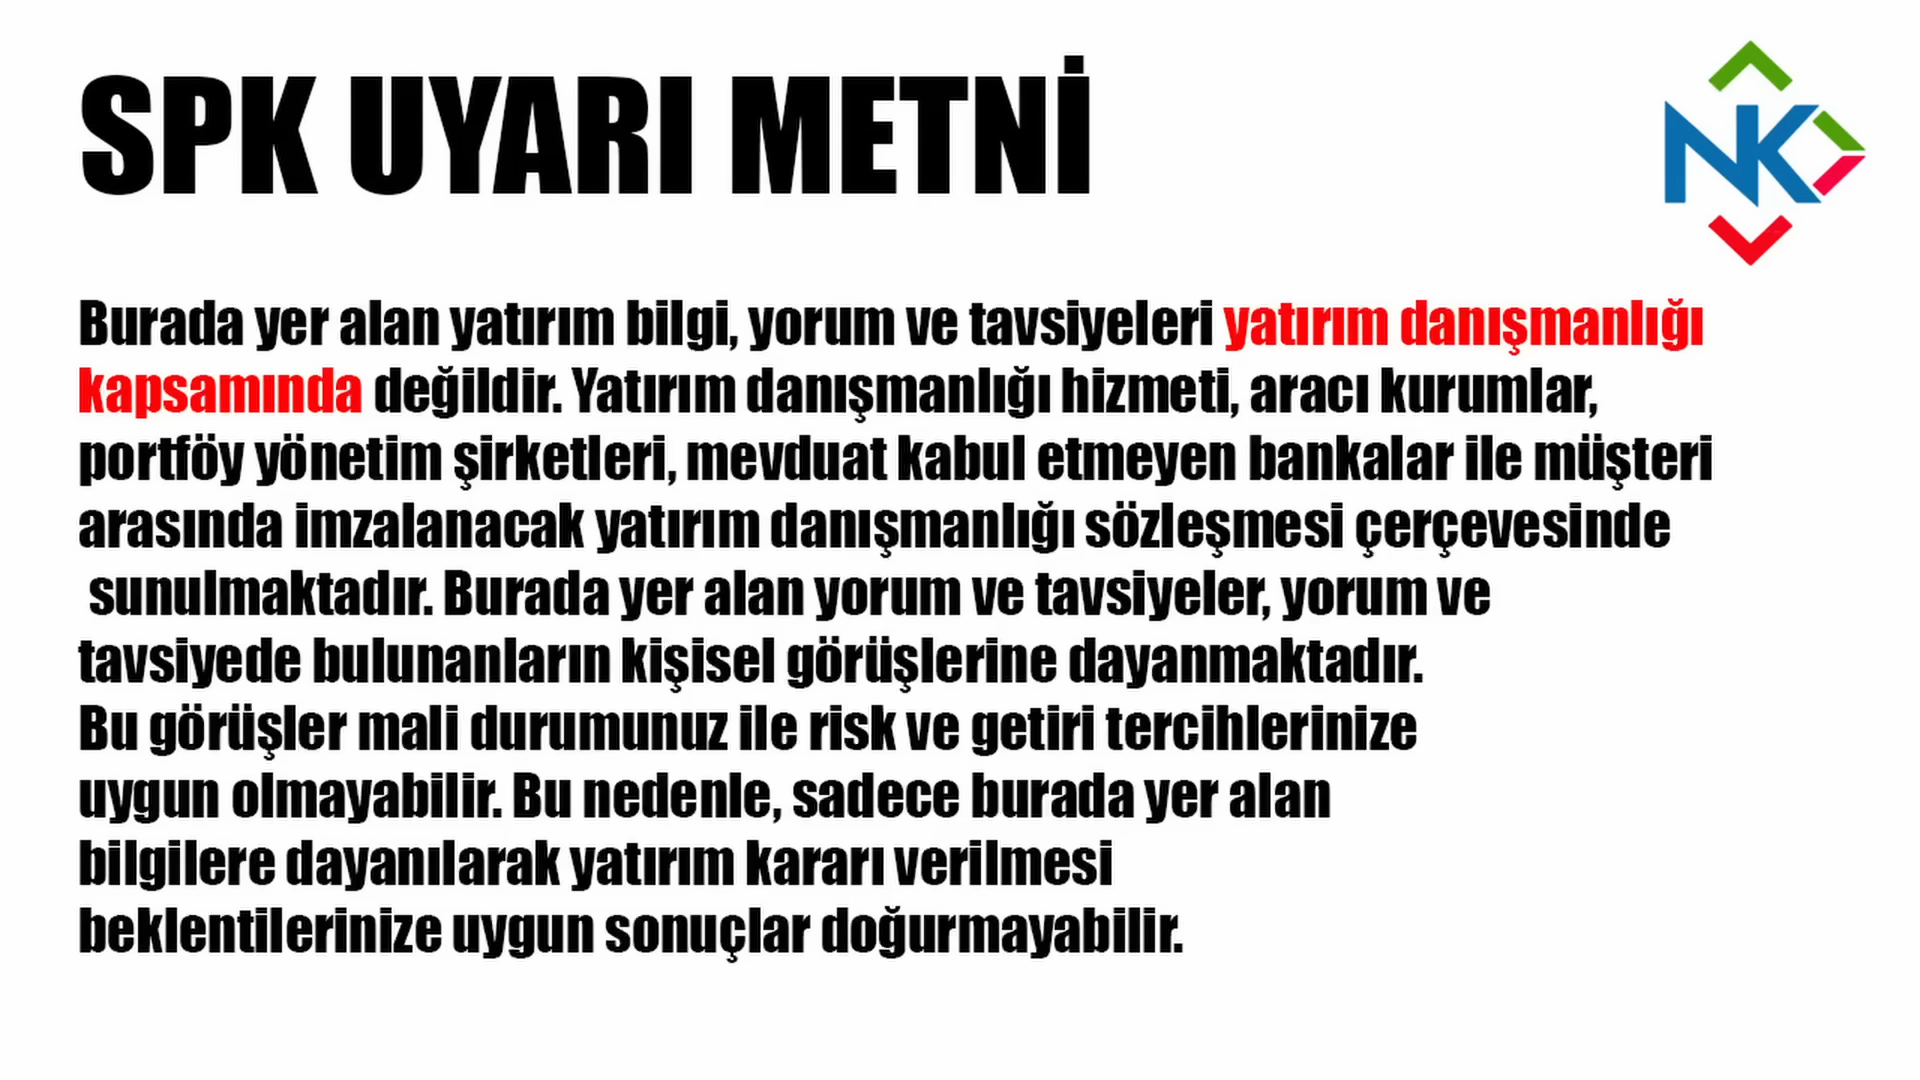 SPK UYARI METNİ
NK
Burada yer alan yatırım bilgi, yorum ve tavsiyeleri yatırım danışmanlığı
kapsamında değildir. Yatırım danışmanlığı hizmeti, aracı kurumlar,
portföy yönetim şirketleri, mevduat kabul etmeyen bankalar ile müşteri
arasında imzalanacak yatırım danışmanlığı sözleşmesi çerçevesinde
sunulmaktadır. Burada yer alan yorum ve tavsiyeler, yorum ve
tavsiyede bulunanların kişisel görüşlerine dayanmaktadır.
Bu görüşler mali durumunuz ile risk ve getiri tercihlerinize
uygun olmayabilir. Bu nedenle, sadece burada yer alan
bilgilere dayanılarak yatırım kararı verilmesi
beklentilerinize uygun sonuçlar doğurmayabilir.